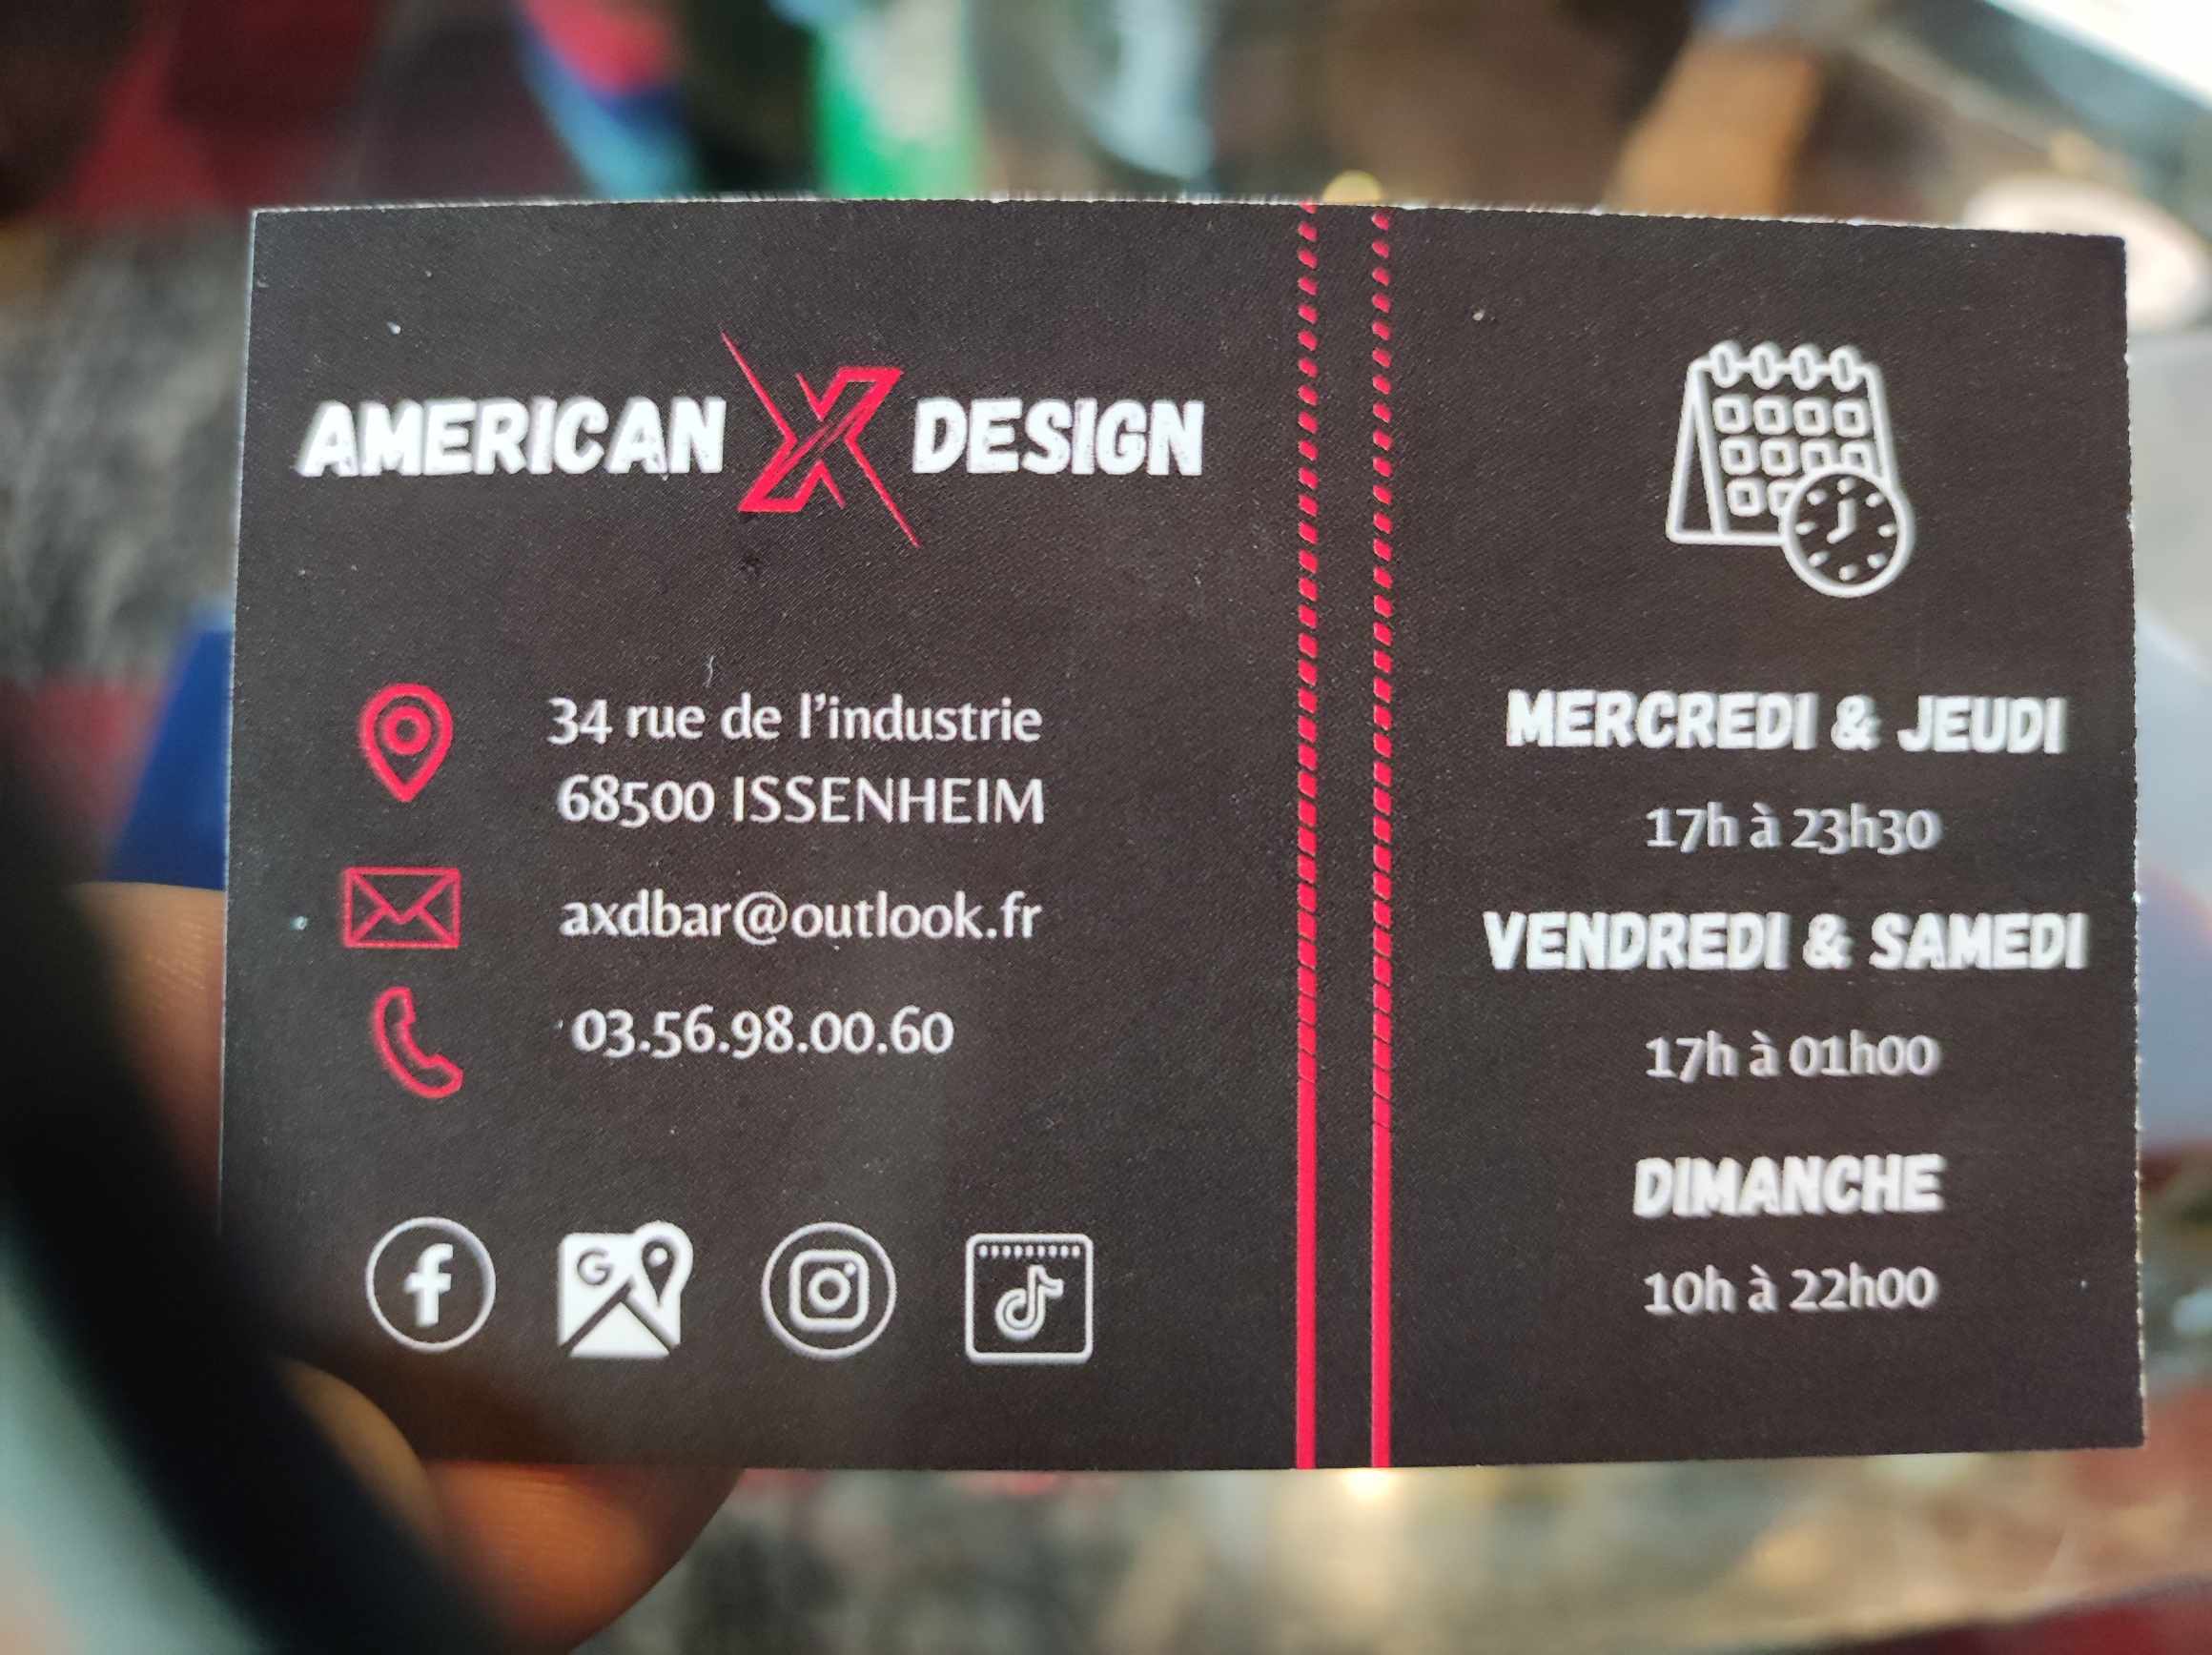 AMERICAN X DESIGN
34 rue de l'industrie
68500 ISSENHEIM
axdbar@outlook.fr
03.56.98.00.60
MERCREDI & JEUDI
17h à 23h30
VENDREDI & SAMEDI
17h à 01h00
DIMANCHE
10h à 22h00